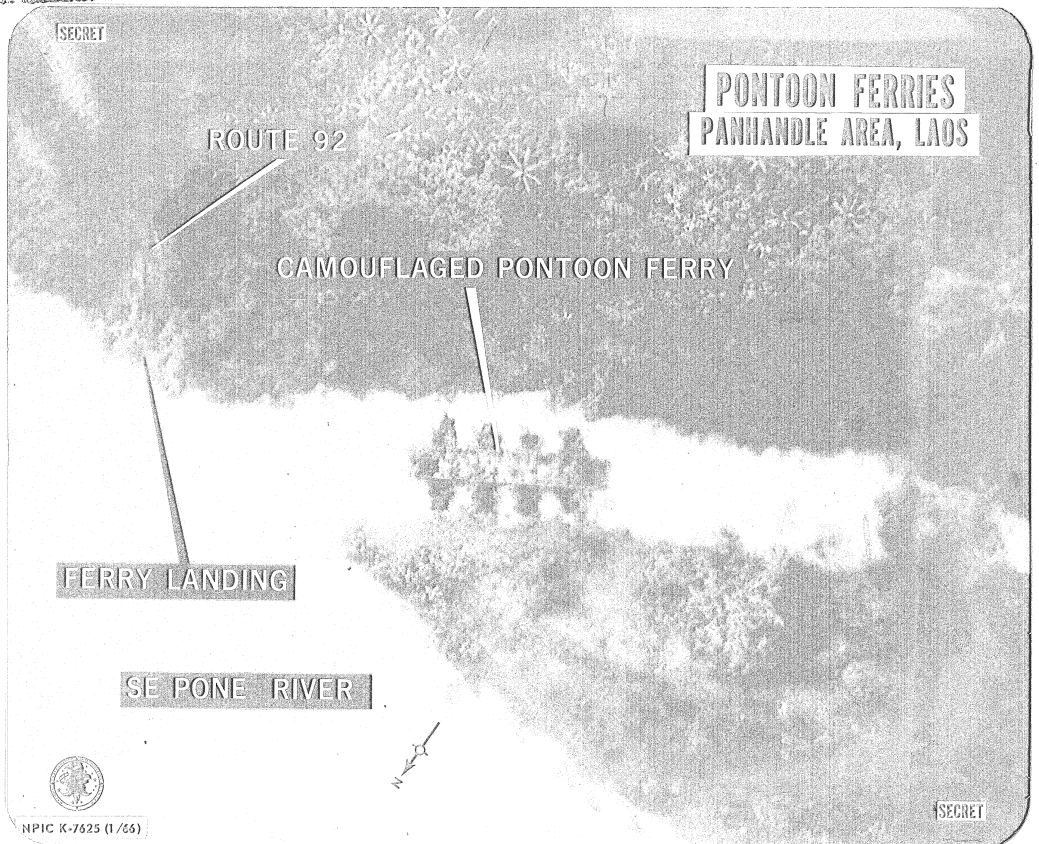 SECRET
PONTOON FERRIES
PANHANDLE AREA, LAOS
ROUTE 92
CAMOUFLAGED PONTOON FERRY
FERRY LANDING
SE PONE RIVER
N
NPIC K-7625 (1/66)
SECRET